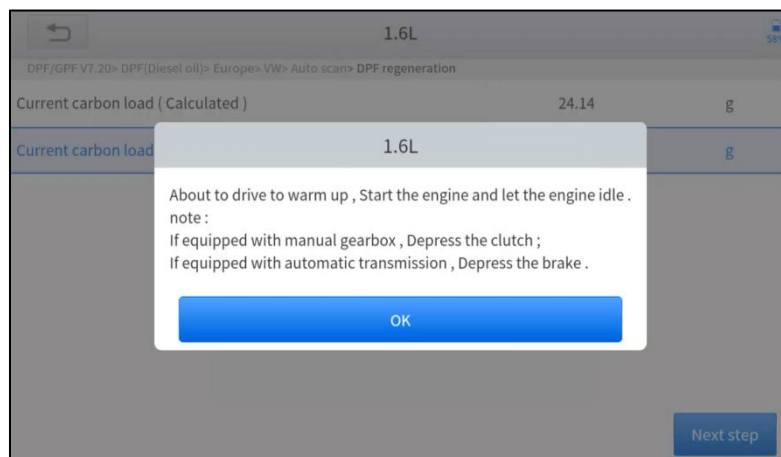 1.6L
58%
DPF/GPF V7.20> DPF(Diesel oil)> Europe> VW> Auto scan> DPF regeneration
Current carbon load ( Calculated ) 24.14 g
Current carbon load g
1.6L
About to drive to warm up , Start the engine and let the engine idle .
note :
If equipped with manual gearbox , Depress the clutch ;
If equipped with automatic transmission , Depress the brake .
OK
Next step